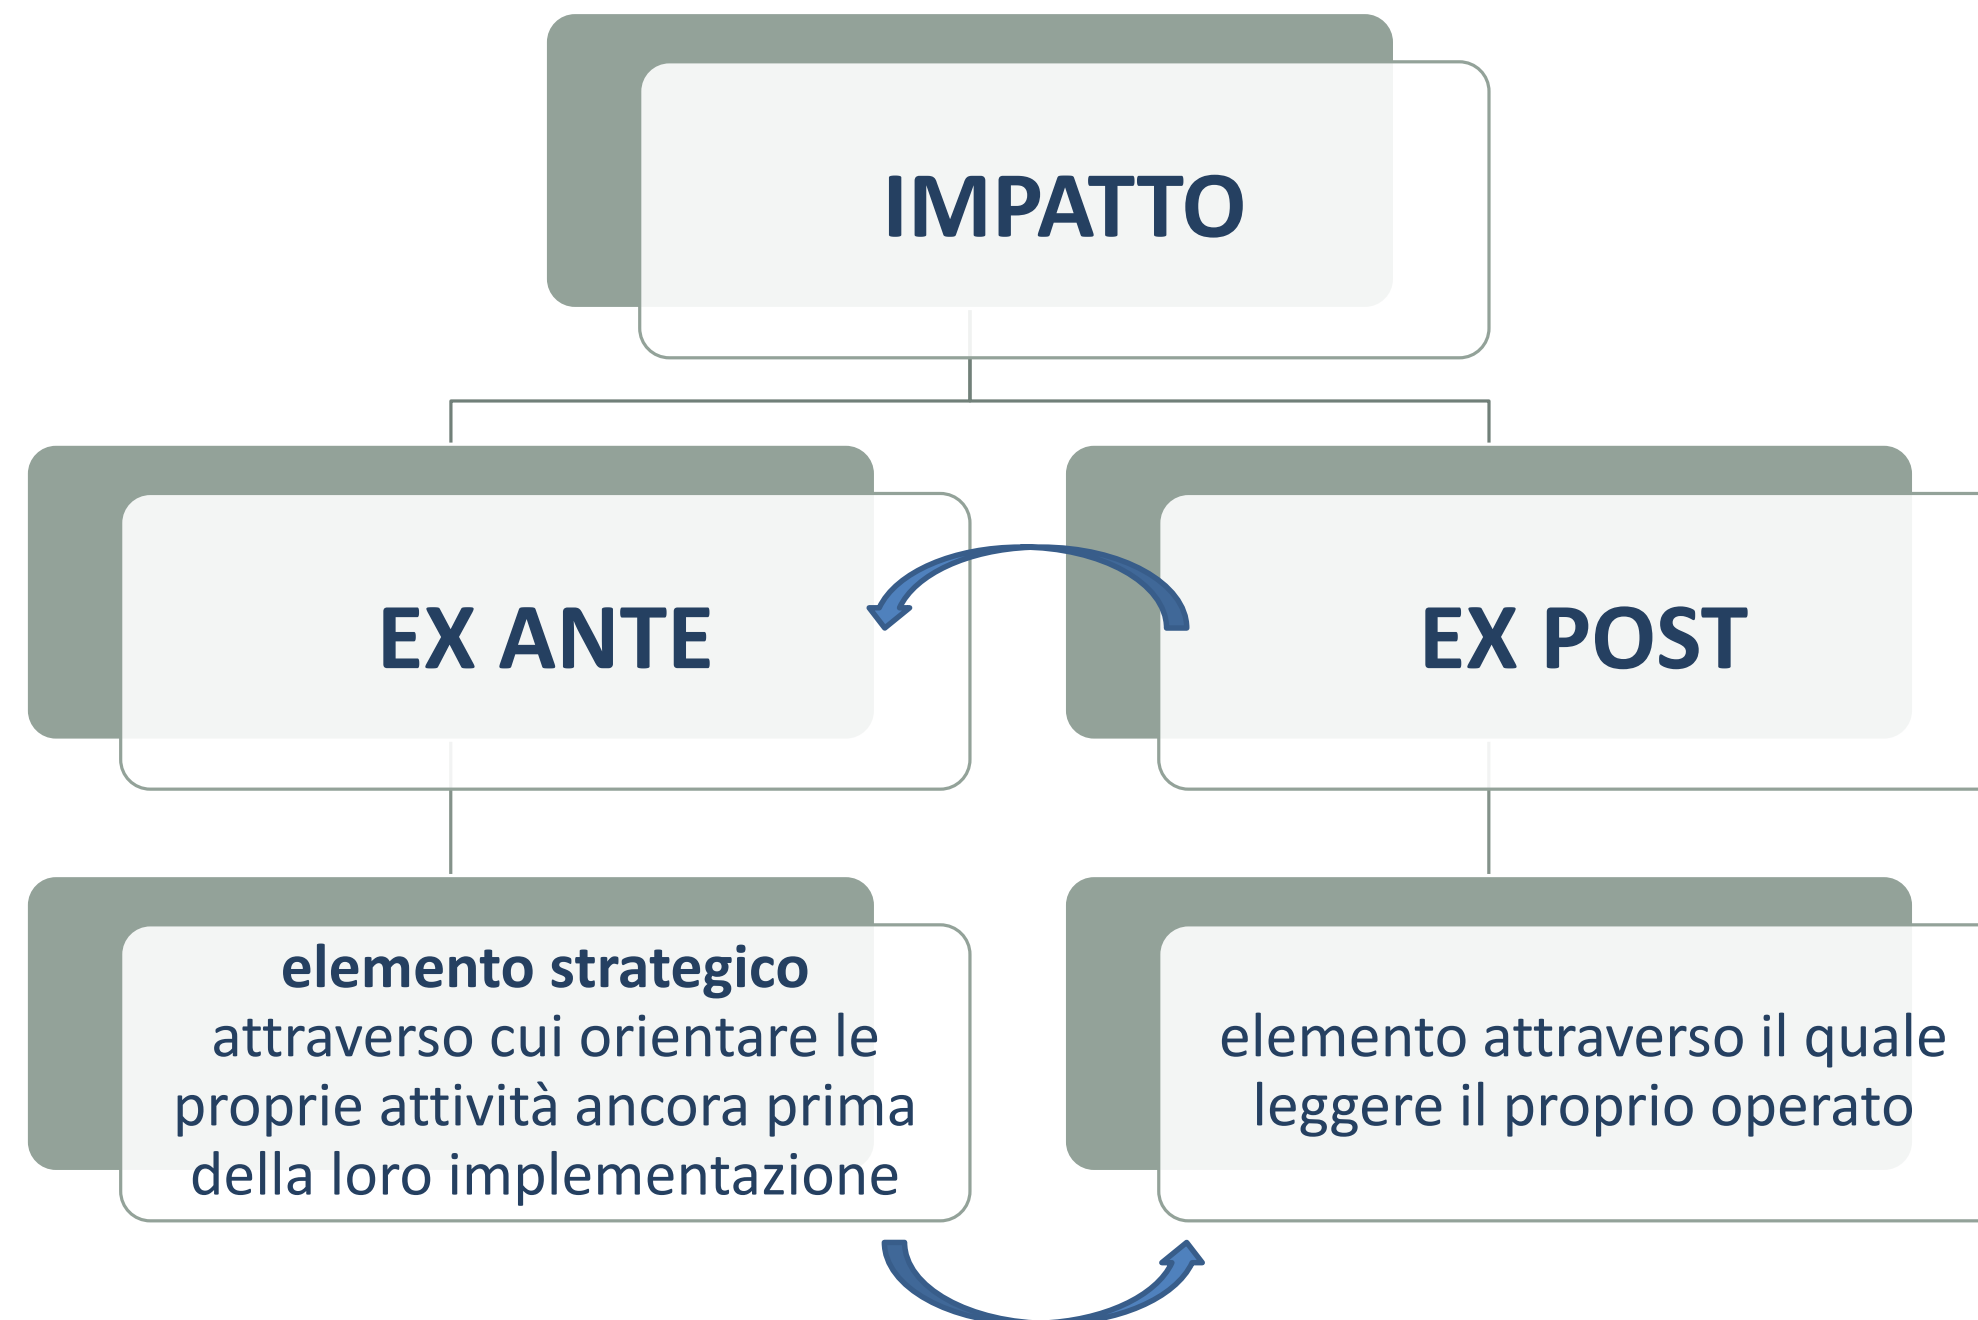 IMPATTO
EX ANTE
EX POST
elemento strategico
attraverso cui orientare le
proprie attività ancora prima
della loro implementazione
elemento attraverso il quale
leggere il proprio operato